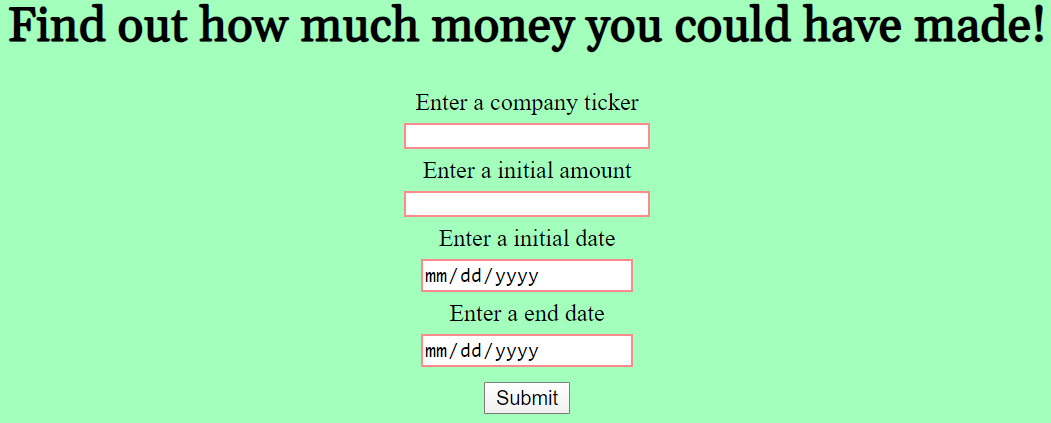 Find out how much money you could have made!
Enter a company ticker
Enter a initial amount
Enter a initial date
mm/dd/yyyy
Enter a end date
mm/dd/yyyy
Submit